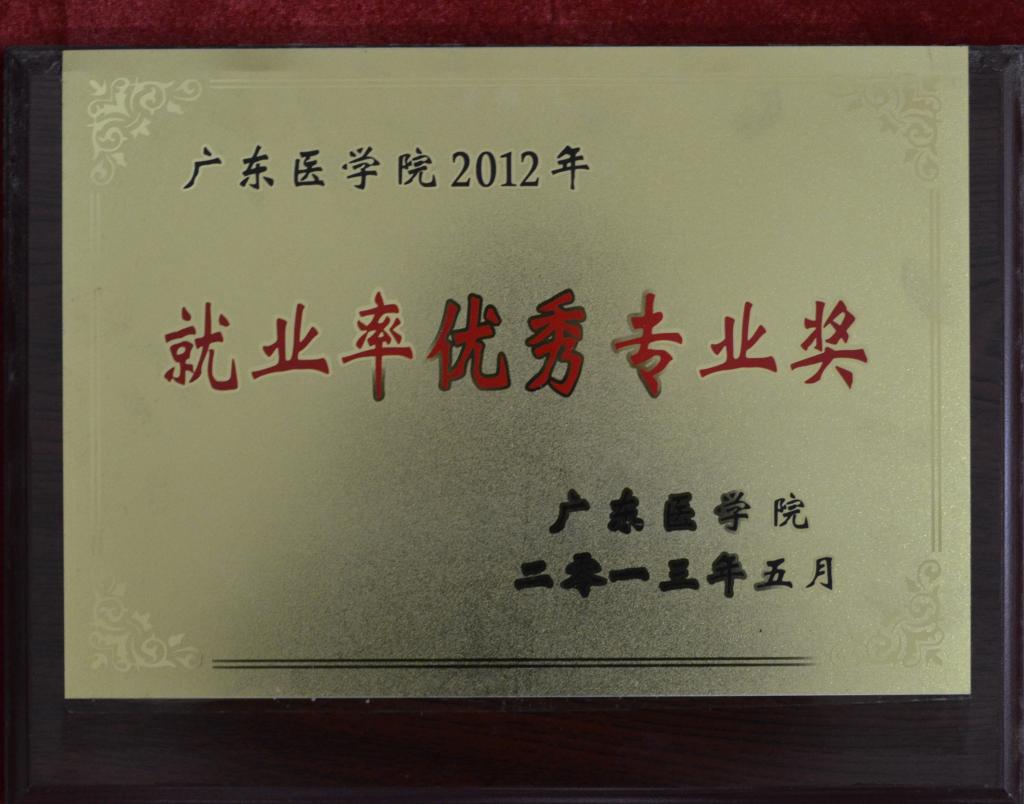 广东医学院2012年
就业率优秀专业奖
广东医学院
二零一三年五月